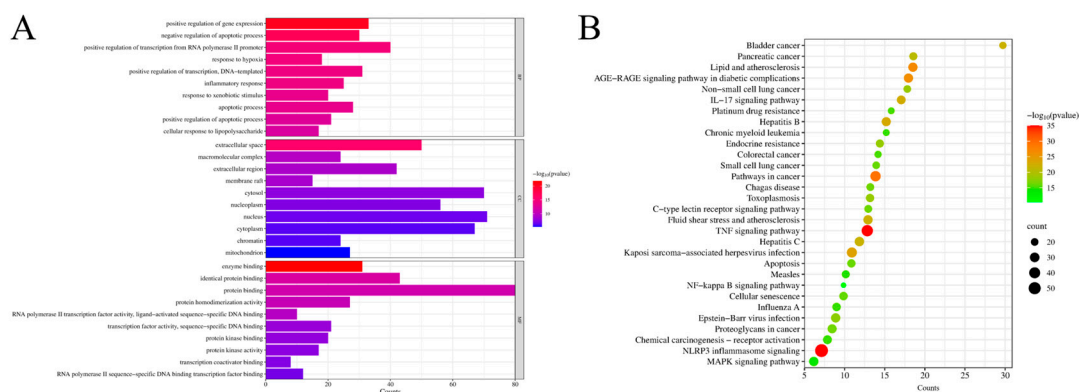 A
positive regulation of gene expression
negative regulation of apoptotic process
positive regulation of transcription from RNA polymerase II promoter
response to hypoxia
positive regulation of transcription, DNA-templated
inflammatory response
response to xenobiotic stimulus
apoptotic process
positive regulation of apoptotic process
cellular response to lipopolysaccharide
BP
extracellular space
macromolecular complex
extracellular region
membrane raft
cytosol
nucleoplasm
nucleus
cytoplasm
chromatin
mitochondrion
CC
enzyme binding
identical protein binding
protein binding
protein homodimerization activity
RNA polymerase II transcription factor activity, ligand-activated sequence-specific DNA binding
transcription factor activity, sequence-specific DNA binding
protein kinase binding
protein kinase activity
transcription coactivator binding
RNA polymerase II sequence-specific DNA binding transcription factor binding
MF
0 20 40 60 80
Counts
−log₁₀(pvalue)
20
15
10
B
Bladder cancer
Pancreatic cancer
Lipid and atherosclerosis
AGE-RAGE signaling pathway in diabetic complications
Non-small cell lung cancer
IL-17 signaling pathway
Platinum drug resistance
Hepatitis B
Chronic myeloid leukemia
Endocrine resistance
Colorectal cancer
Small cell lung cancer
Pathways in cancer
Chagas disease
Toxoplasmosis
C-type lectin receptor signaling pathway
Fluid shear stress and atherosclerosis
TNF signaling pathway
Hepatitis C
Kaposi sarcoma-associated herpesvirus infection
Apoptosis
Measles
NF-kappa B signaling pathway
Cellular senescence
Influenza A
Epstein-Barr virus infection
Proteoglycans in cancer
Chemical carcinogenesis - receptor activation
NLRP3 inflammasome signaling
MAPK signaling pathway
5 10 15 20 25 30
Counts
−log₁₀(pvalue)
35
30
25
20
15
count
20
30
40
50